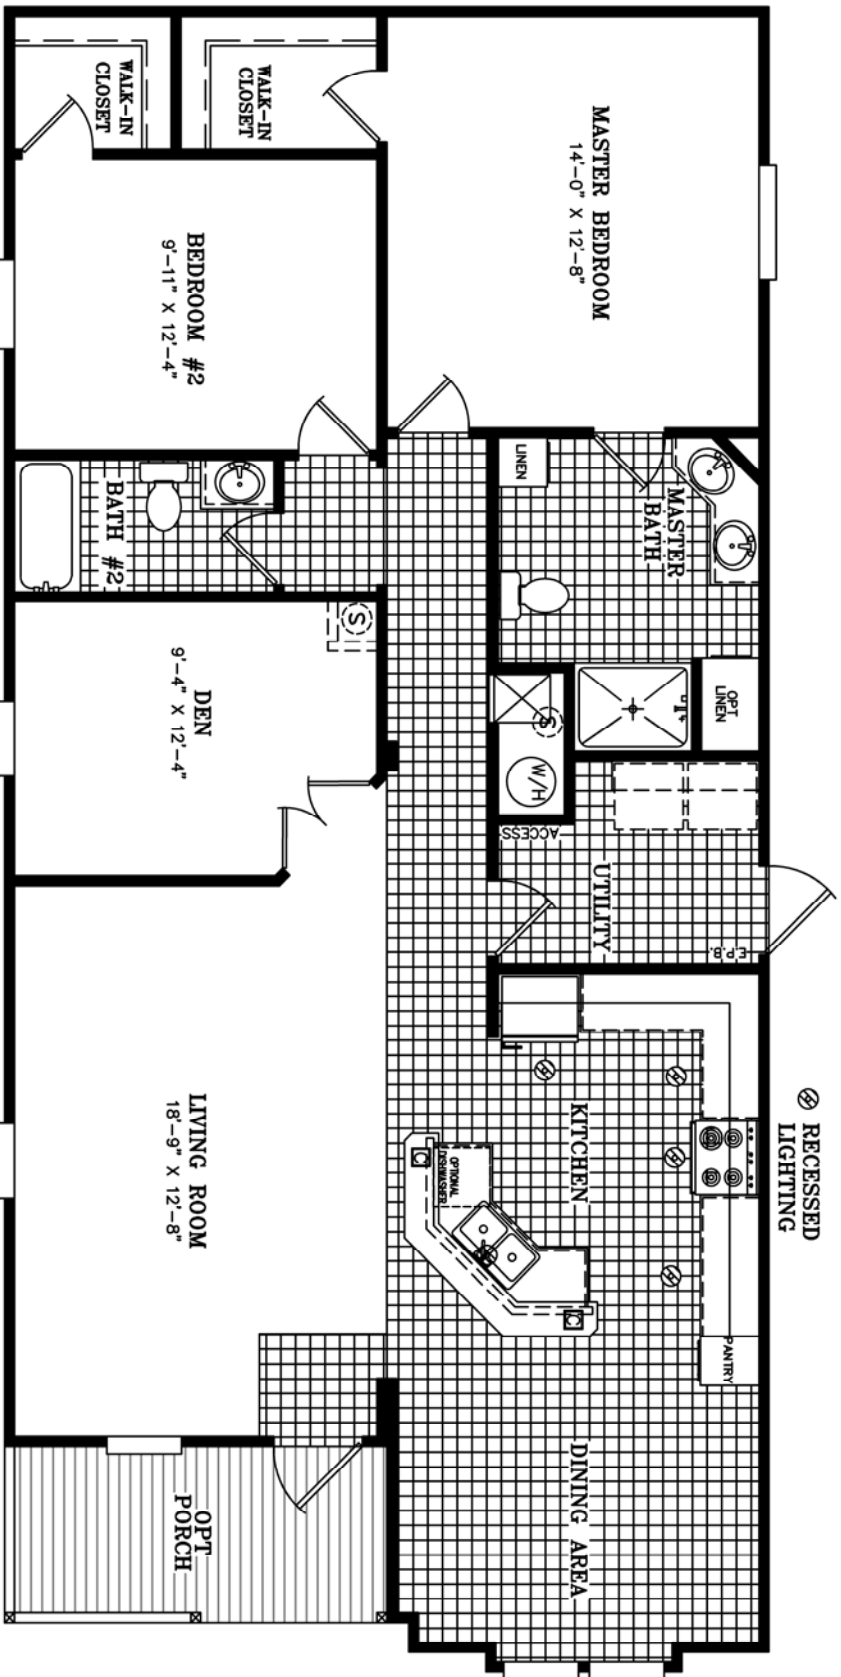 WALK-IN
CLOSET
WALK-IN
CLOSET
MASTER BEDROOM
14'-0" X 12'-8"
BEDROOM #2
9'-11" X 12'-4"
LINEN
MASTER
BATH
BATH #2
OPT
LINEN
S
DEN
9'-4" X 12'-4"
S
W/H
ACCESS
UTILITY
E.P.B.
RECESSED
LIGHTING
KITCHEN
LIVING ROOM
18'-9" X 12'-8"
C
OPTIONAL
DISHWASHER
C
PANTRY
DINING AREA
OPT
PORCH